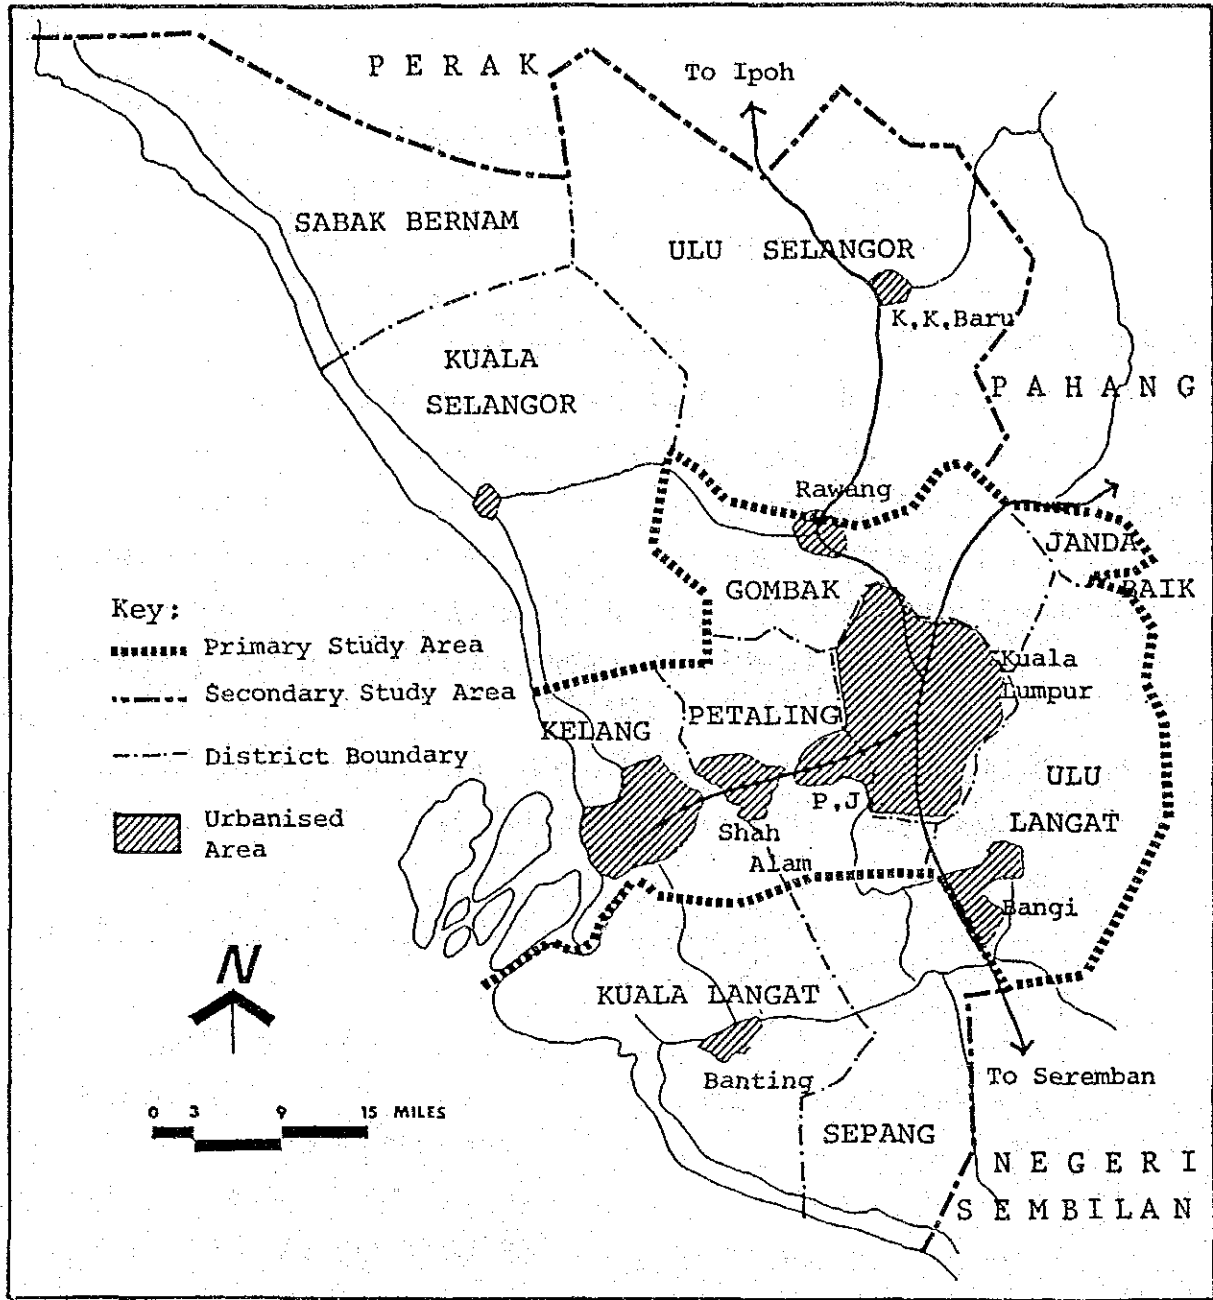 PERAK
To Ipoh
SABAK BERNAM
ULU SELANGOR
K.K.Baru
KUALA
SELANGOR
PAHANG
Rawang
JANDA
BAIK
GOMBAK
Key:
Primary Study Area
Secondary Study Area
District Boundary
Urbanised
Area
Kuala
Lumpur
KELANG
PETALING
P.J
Shah
Alam
ULU
LANGAT
Bangi
N
KUALA LANGAT
Banting
To Seremban
0 3 9 15 MILES
SEPANG
NEGERI
SEMBILAN